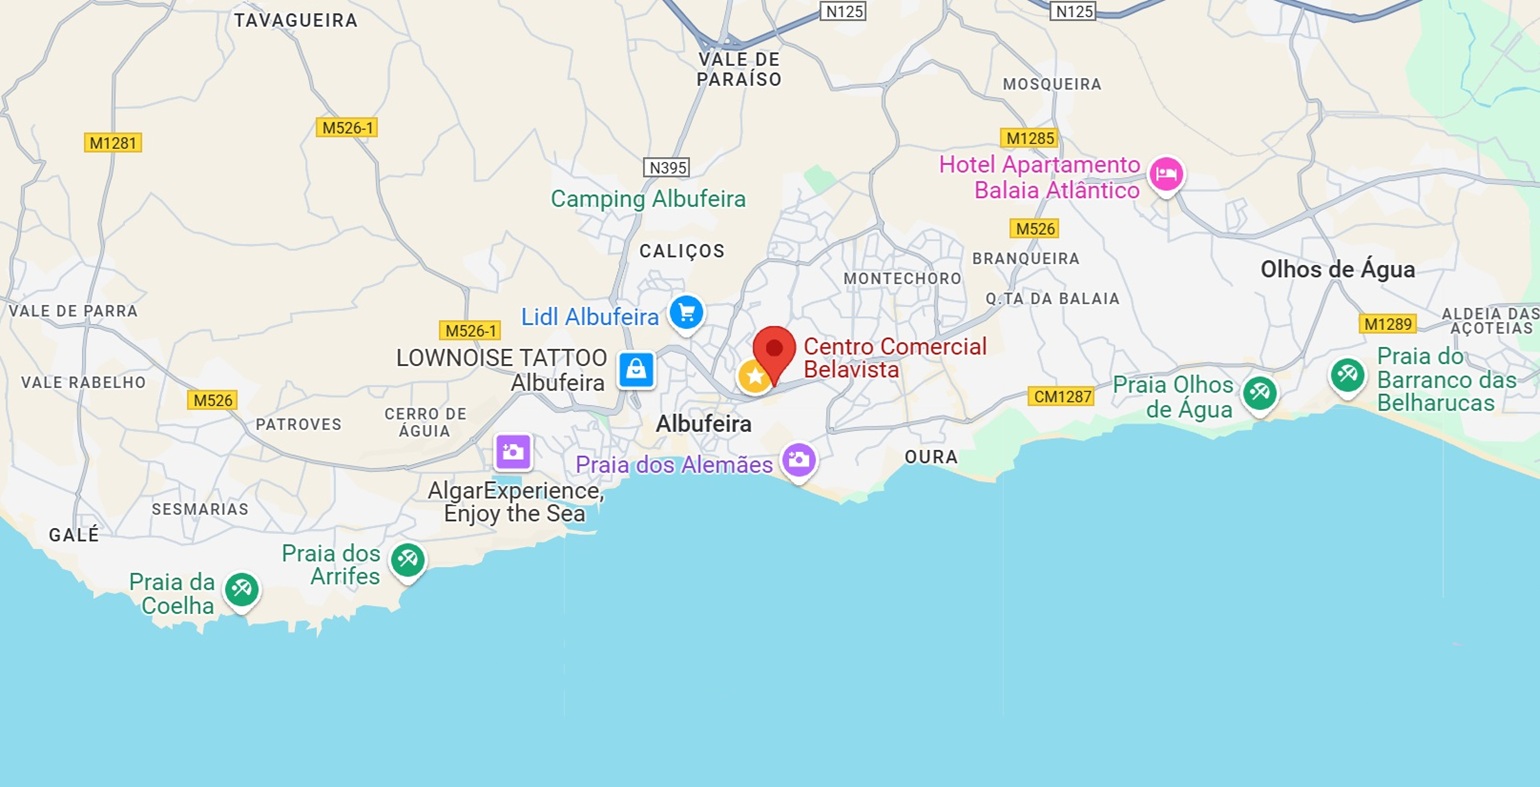 N125
N125
TAVAGUEIRA
VALE DE
PARAÍSO
MOSQUEIRA
M526-1
M1281
M1285
N395
Hotel Apartamento
Balaia Atlântico
Camping Albufeira
M526
CALIÇOS
BRANQUEIRA
Olhos de Água
MONTECHORO
Q.TA DA BALAIA
VALE DE PARRA
Lidl Albufeira
ALDEIA DAS
AÇOTEIAS
M1289
M526-1
Centro Comercial
Belavista
LOWNOISE TATTOO
Albufeira
Praia do
Barranco das
Belharucas
VALE RABELHO
Praia Olhos
de Água
M526
CM1287
CERRO DE
ÁGUIA
PATROVES
Albufeira
OURA
Praia dos Alemães
AlgarExperience,
Enjoy the Sea
SESMARIAS
GALÉ
Praia dos
Arrifes
Praia da
Coelha